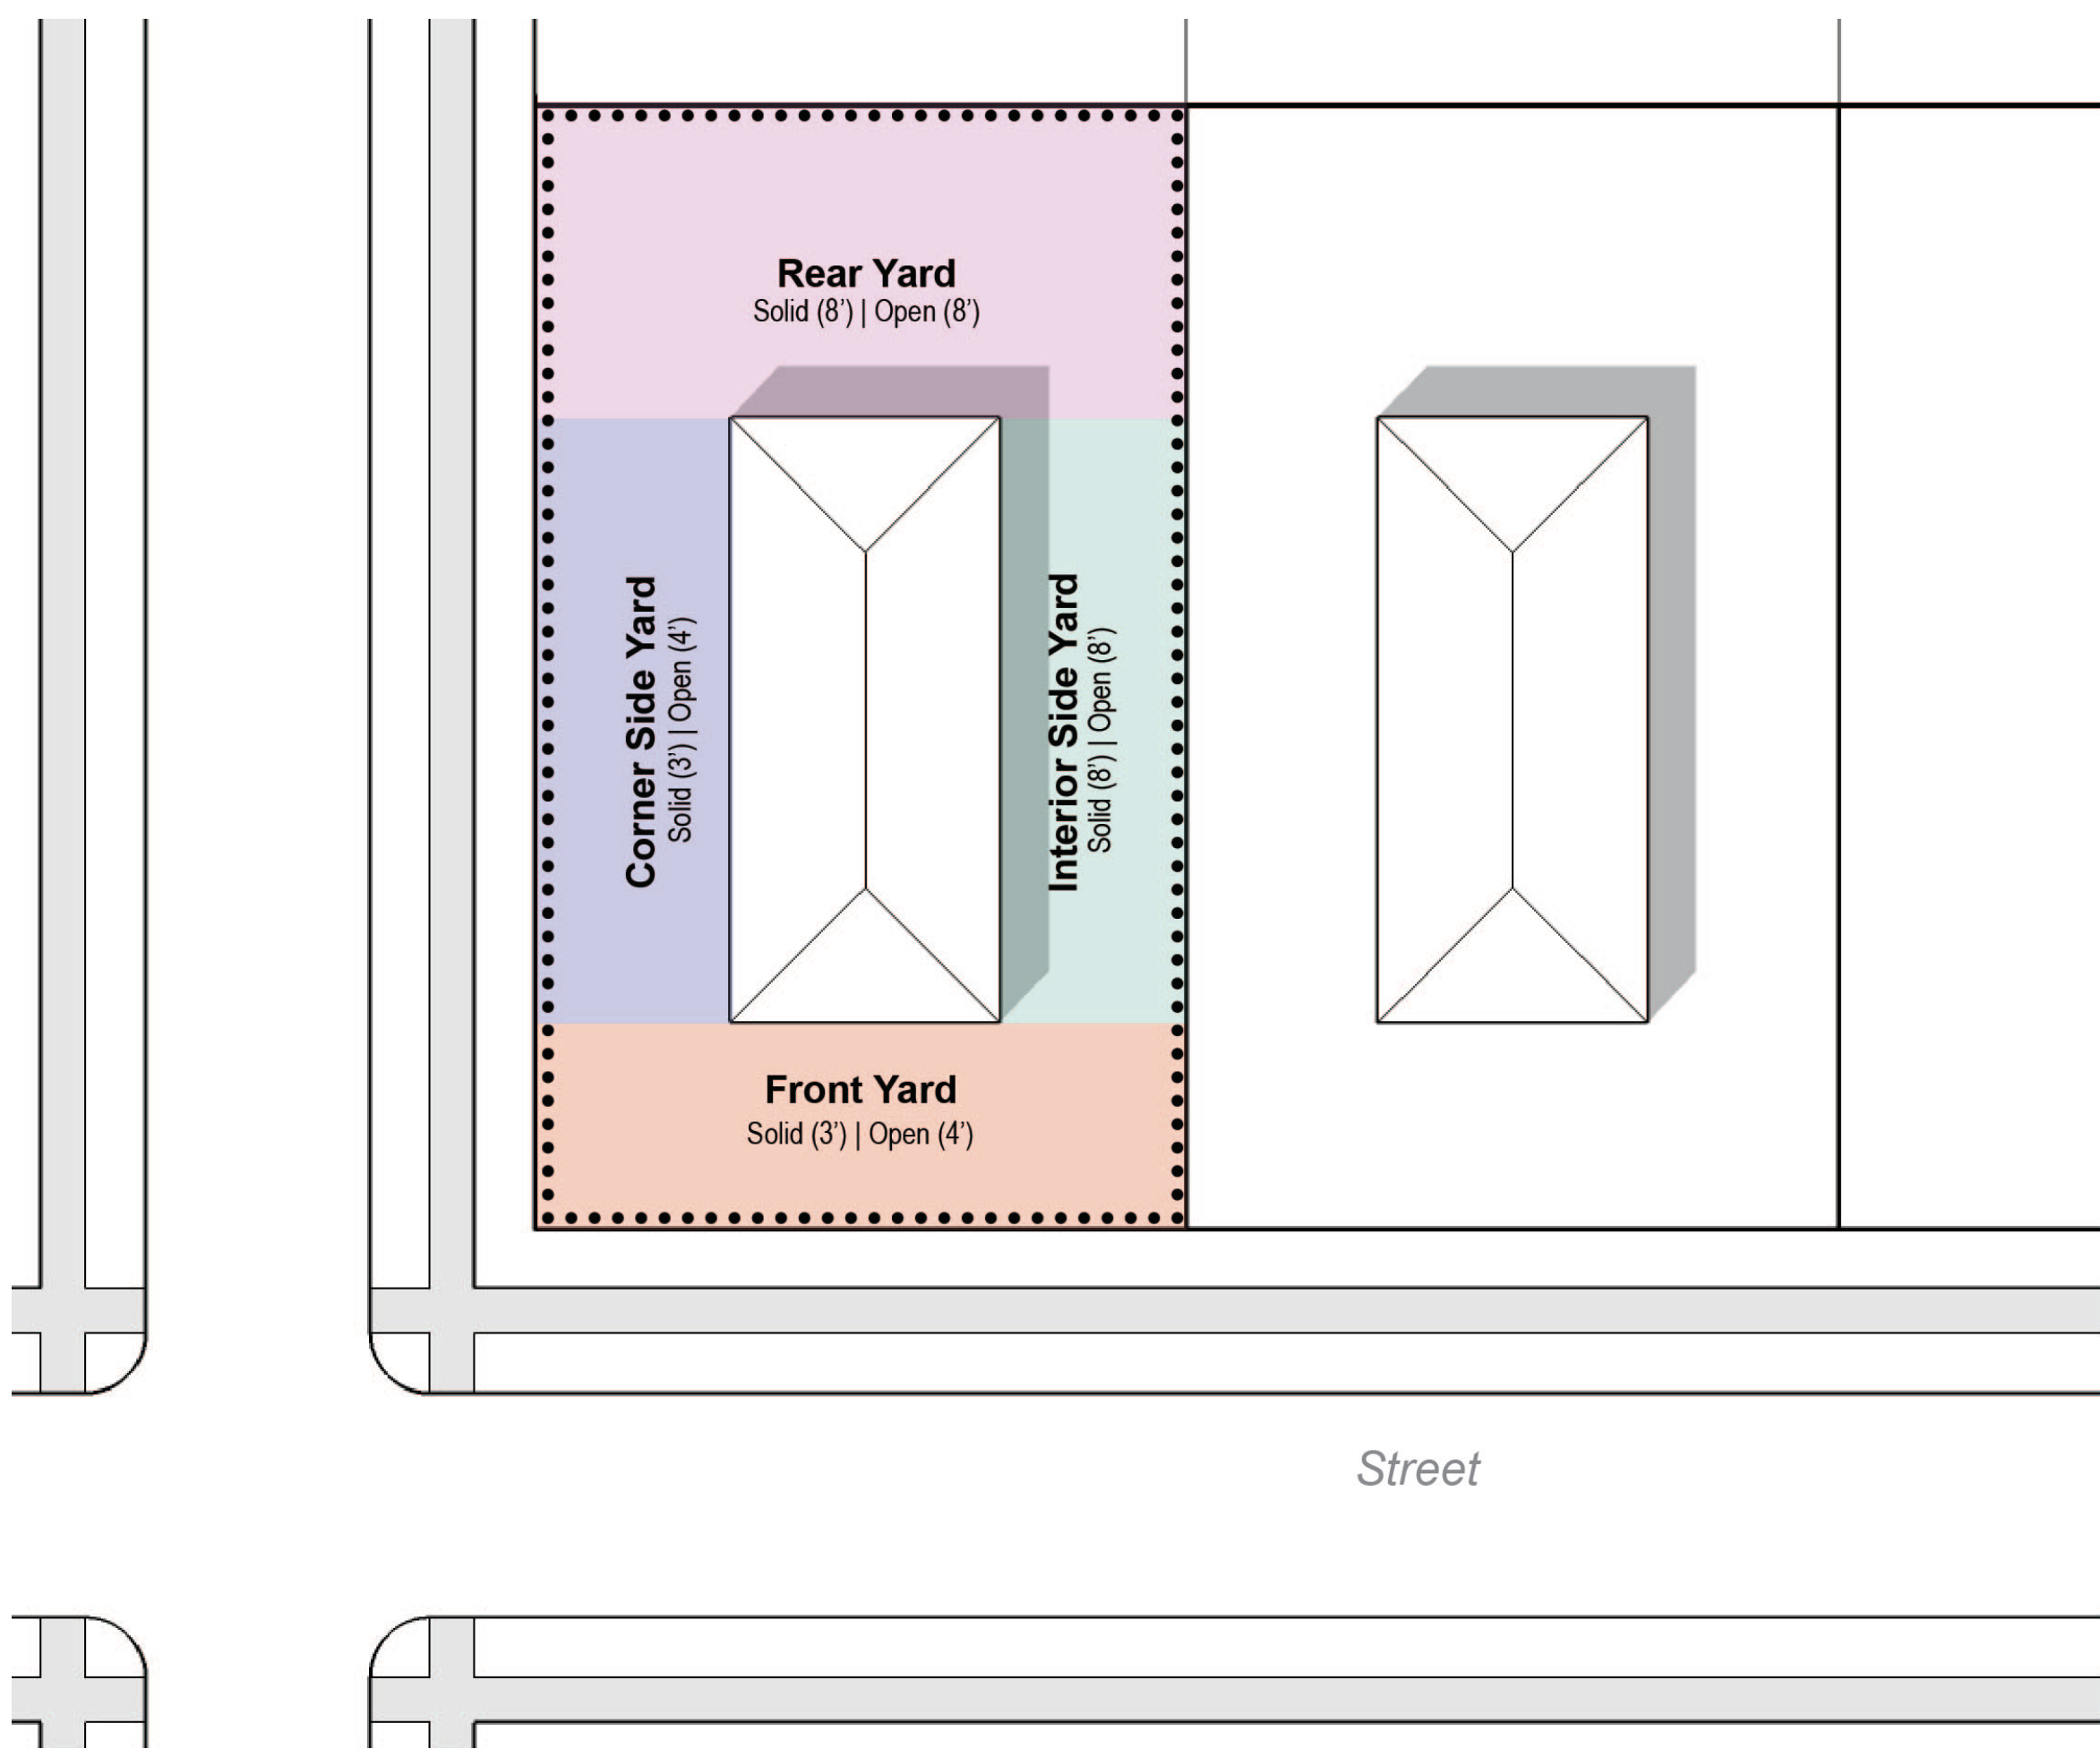 Rear Yard
Solid (8’) | Open (8’)
Corner Side Yard
Solid (3’) | Open (4’)
Interior Side Yard
Solid (8’) | Open (8’)
Front Yard
Solid (3’) | Open (4’)
Street